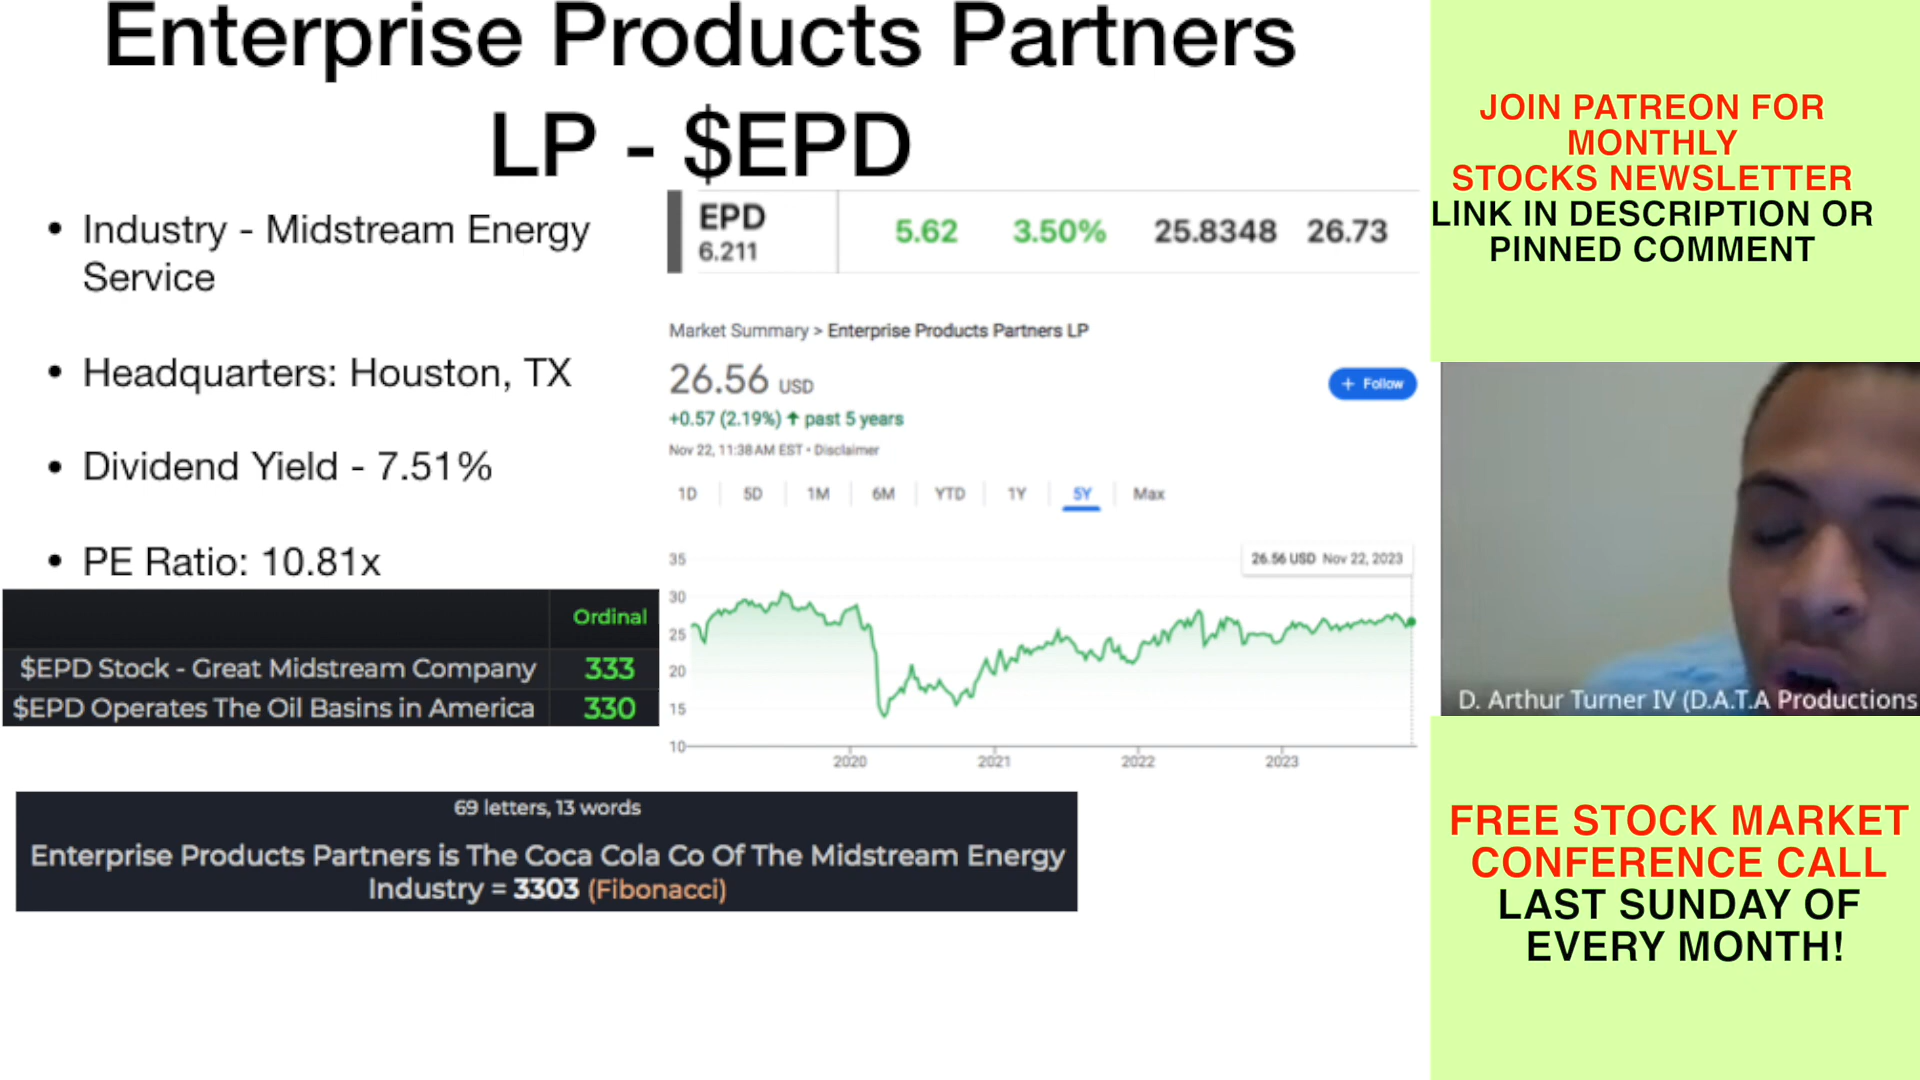 Enterprise Products Partners
LP - $EPD
• Industry - Midstream Energy
Service
• Headquarters: Houston, TX
• Dividend Yield - 7.51%
• PE Ratio: 10.81x
Ordinal
$EPD Stock - Great Midstream Company 333
$EPD Operates The Oil Basins in America 330
EPD 5.62 3.50% 25.8348 26.73
6.211
Market Summary > Enterprise Products Partners LP
26.56 USD
+ Follow
+0.57 (2.19%) ↑ past 5 years
Nov 22, 11:38 AM EST • Disclaimer
1D 5D 1M 6M YTD 1Y 5Y Max
26.56 USD Nov 22, 2023
35
30
25
20
15
10
2020 2021 2022 2023
69 letters, 13 words
Enterprise Products Partners is The Coca Cola Co Of The Midstream Energy
Industry = 3303 (Fibonacci)
JOIN PATREON FOR
MONTHLY
STOCKS NEWSLETTER
LINK IN DESCRIPTION OR
PINNED COMMENT
D. Arthur Turner IV (D.A.T.A Productions
FREE STOCK MARKET
CONFERENCE CALL
LAST SUNDAY OF
EVERY MONTH!